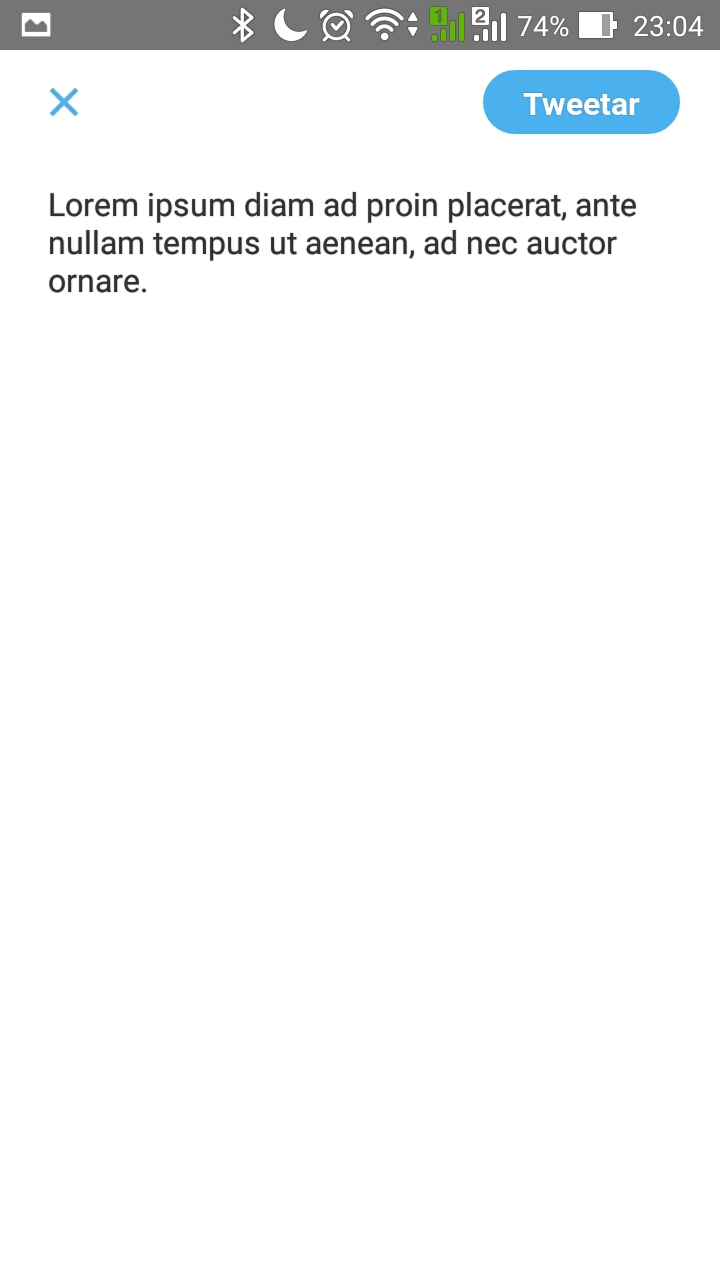 1 2 74% 23:04
Tweetar
Lorem ipsum diam ad proin placerat, ante
nullam tempus ut aenean, ad nec auctor
ornare.